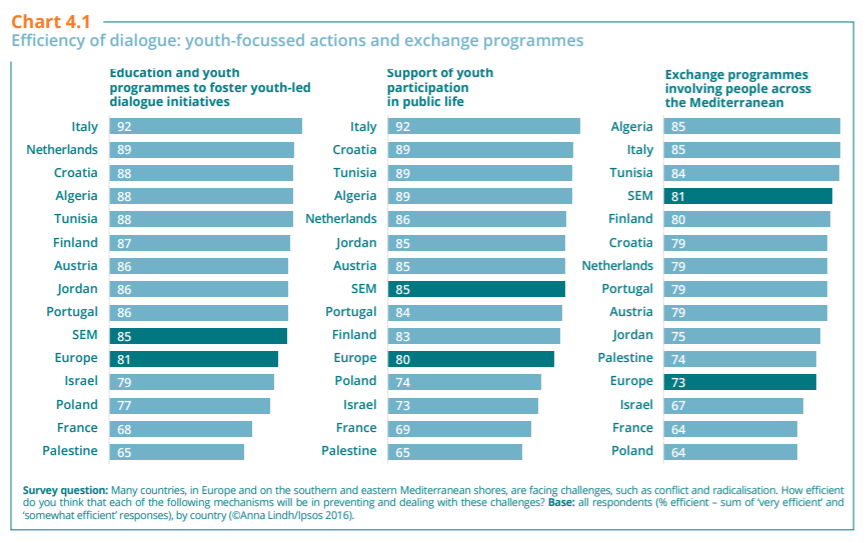 Chart 4.1
Efficiency of dialogue: youth-focussed actions and exchange programmes
Education and youth
programmes to foster youth-led
dialogue initiatives
Italy 92
Netherlands 89
Croatia 88
Algeria 88
Tunisia 88
Finland 87
Austria 86
Jordan 86
Portugal 86
SEM 85
Europe 81
Israel 79
Poland 77
France 68
Palestine 65
Support of youth
participation
in public life
Italy 92
Croatia 89
Tunisia 89
Algeria 89
Netherlands 86
Jordan 85
Austria 85
SEM 85
Portugal 84
Finland 83
Europe 80
Poland 74
Israel 73
France 69
Palestine 65
Exchange programmes
involving people across
the Mediterranean
Algeria 85
Italy 85
Tunisia 84
SEM 81
Finland 80
Croatia 79
Netherlands 79
Portugal 79
Austria 79
Jordan 75
Palestine 74
Europe 73
Israel 67
France 64
Poland 64
Survey question: Many countries, in Europe and on the southern and eastern Mediterranean shores, are facing challenges, such as conflict and radicalisation. How efficient
do you think that each of the following mechanisms will be in preventing and dealing with these challenges? Base: all respondents (% efficient – sum of ‘very efficient’ and
‘somewhat efficient’ responses), by country (©Anna Lindh/Ipsos 2016).